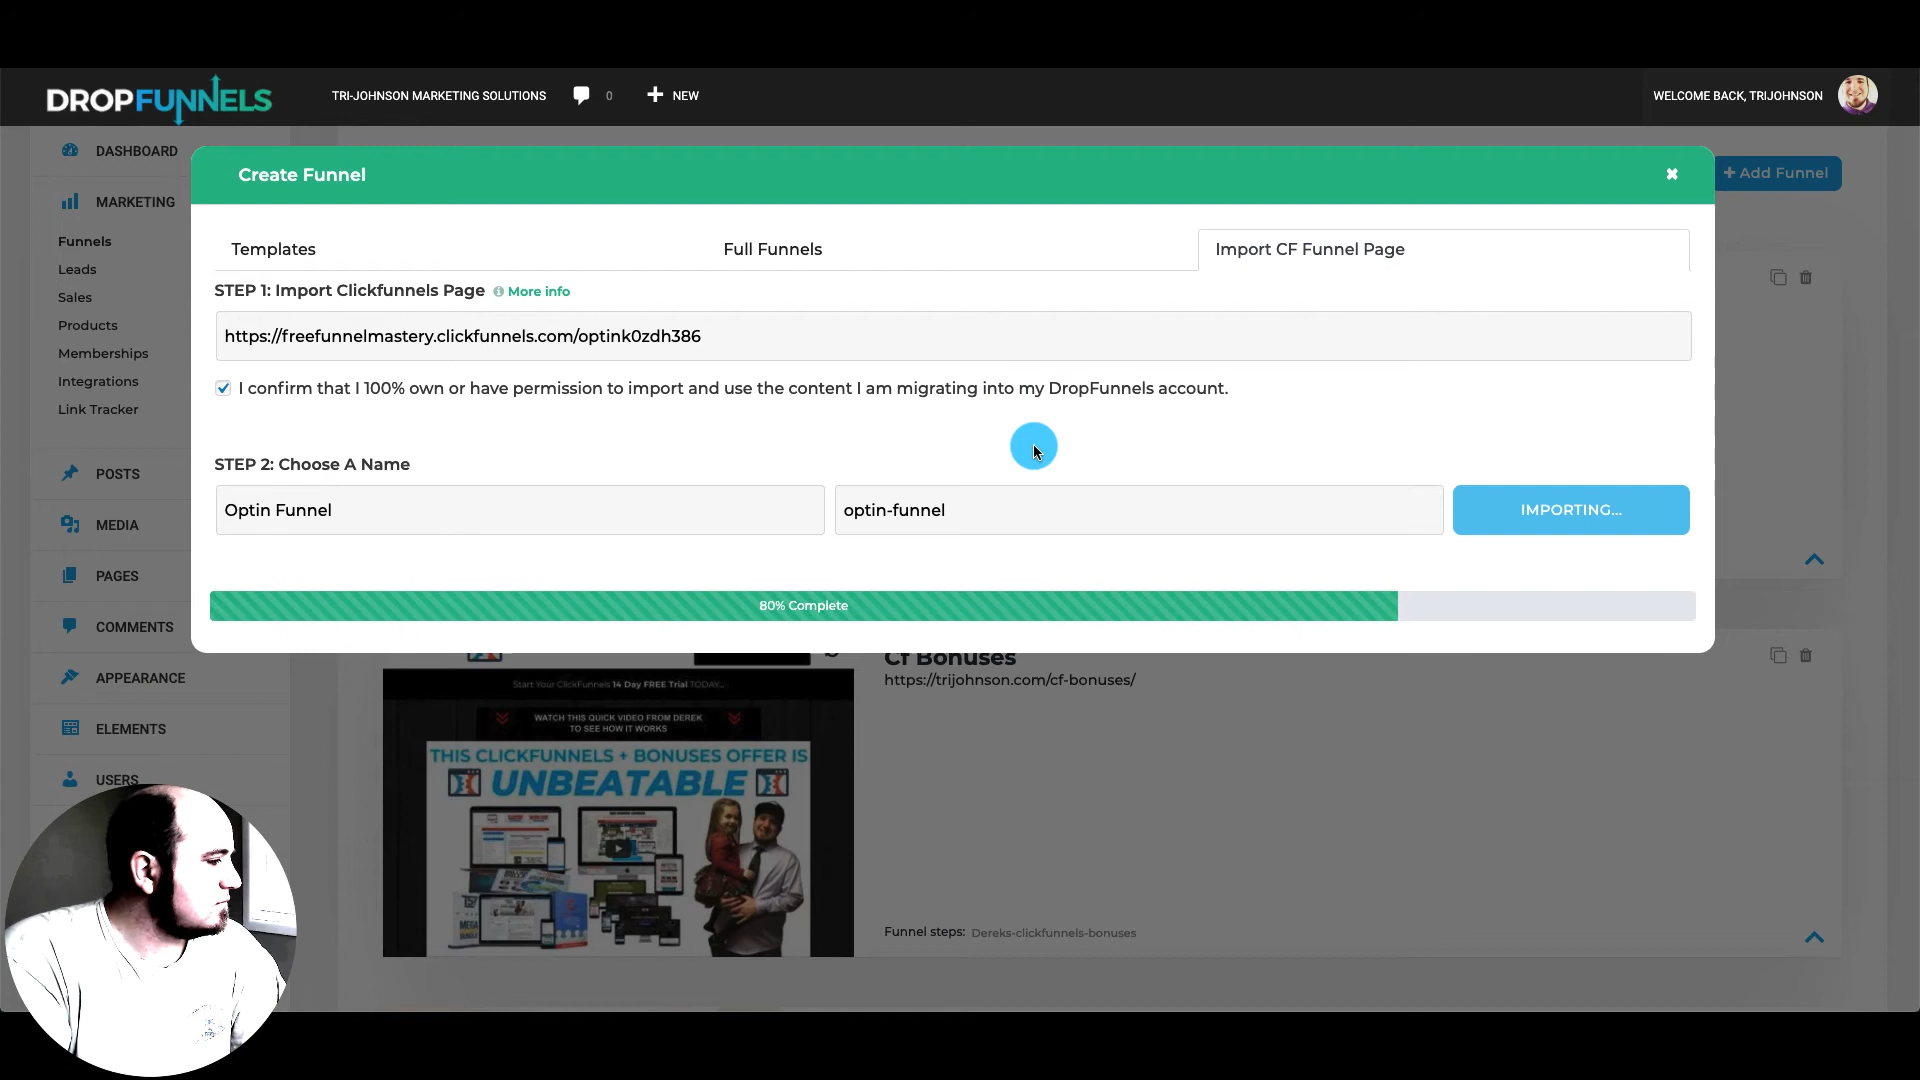 DROPFUNNELS
TRI-JOHNSON MARKETING SOLUTIONS
0
NEW
WELCOME BACK, TRIJOHNSON
DASHBOARD
MARKETING
Funnels
Leads
Sales
Products
Memberships
Integrations
Link Tracker
POSTS
MEDIA
PAGES
COMMENTS
APPEARANCE
ELEMENTS
USERS
+ Add Funnel
Create Funnel
Templates
Full Funnels
Import CF Funnel Page
STEP 1: Import Clickfunnels Page More info
https://freefunnelmastery.clickfunnels.com/optink0zdh386
I confirm that I 100% own or have permission to import and use the content I am migrating into my DropFunnels account.
STEP 2: Choose A Name
Optin Funnel
optin-funnel
IMPORTING...
80% Complete
Start Your ClickFunnels 14 Day FREE Trial TODAY...
WATCH THIS QUICK VIDEO FROM DEREK
TO SEE HOW IT WORKS
THIS CLICKFUNNELS + BONUSES OFFER IS
UNBEATABLE
Cf Bonuses
https://trijohnson.com/cf-bonuses/
Funnel steps: Dereks-clickfunnels-bonuses